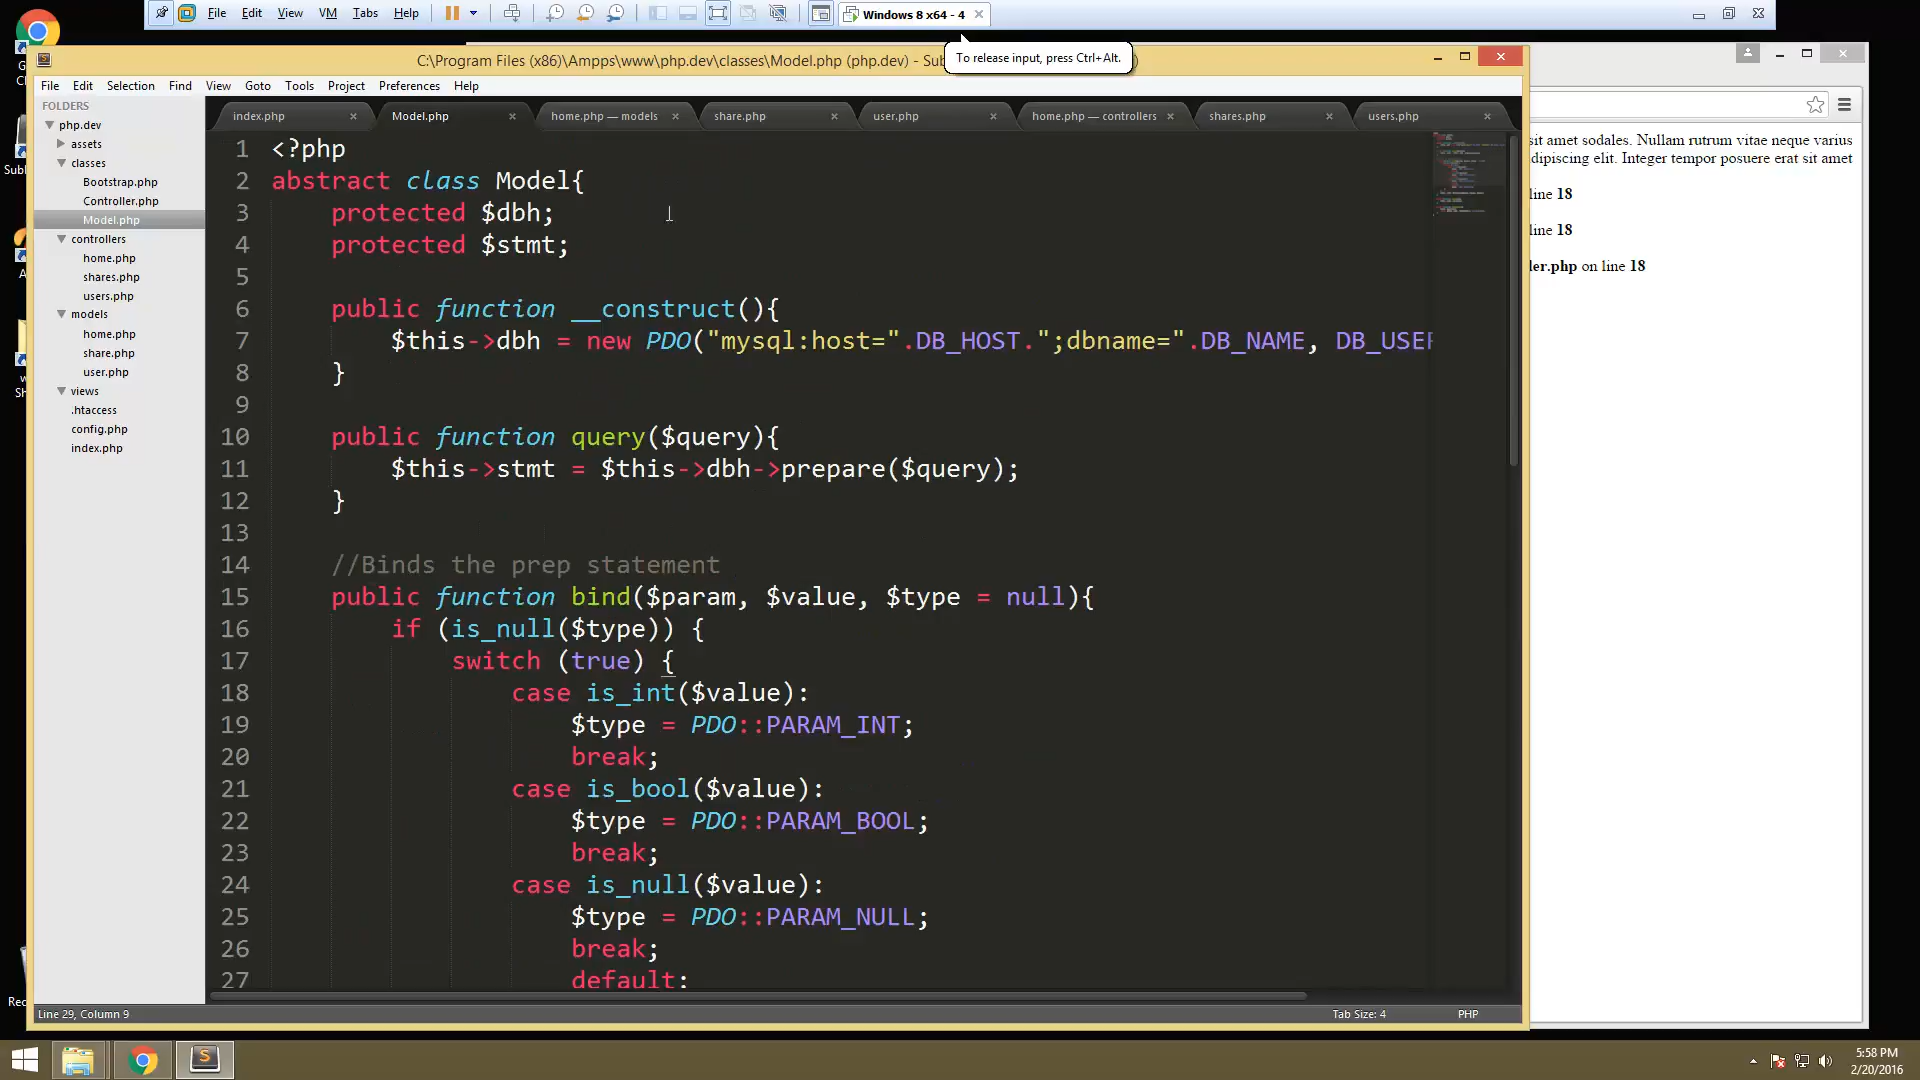 File Edit View VM Tabs Help
Windows 8 x64 - 4
To release input, press Ctrl+Alt.
C:\Program Files (x86)\Ampps\www\php.dev\classes\Model.php (php.dev) - Sub
File Edit Selection Find View Goto Tools Project Preferences Help
FOLDERS
php.dev
assets
classes
Bootstrap.php
Controller.php
Model.php
controllers
home.php
shares.php
users.php
models
home.php
share.php
user.php
views
.htaccess
config.php
index.php
index.php Model.php home.php — models share.php user.php home.php — controllers shares.php users.php
1 <?php
2 abstract class Model{
3 protected $dbh;
4 protected $stmt;
5
6 public function __construct(){
7 $this->dbh = new PDO("mysql:host=".DB_HOST.";dbname=".DB_NAME, DB_USER
8 }
9
10 public function query($query){
11 $this->stmt = $this->dbh->prepare($query);
12 }
13
14 //Binds the prep statement
15 public function bind($param, $value, $type = null){
16 if (is_null($type)) {
17 switch (true) {
18 case is_int($value):
19 $type = PDO::PARAM_INT;
20 break;
21 case is_bool($value):
22 $type = PDO::PARAM_BOOL;
23 break;
24 case is_null($value):
25 $type = PDO::PARAM_NULL;
26 break;
27 default:
Line 29, Column 9
Tab Size: 4
PHP
sit amet sodales. Nullam rutrum vitae neque varius
dipiscing elit. Integer tempor posuere erat sit amet
line 18
line 18
ler.php on line 18
Subl
A
w
Sh
Rec
5:58 PM
2/20/2016